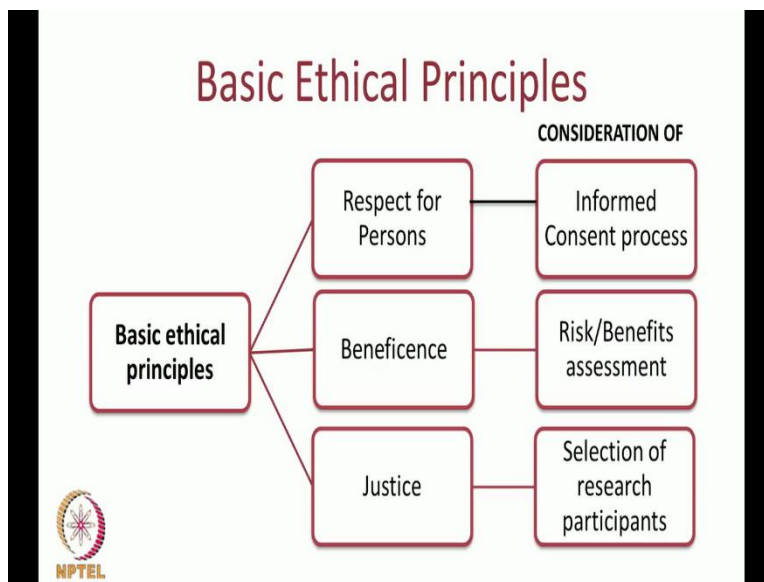 Basic Ethical Principles
CONSIDERATION OF
Respect for
Persons
Informed
Consent process
Basic ethical
principles
Beneficence
Risk/Benefits
assessment
Justice
Selection of
research
participants
NPTEL